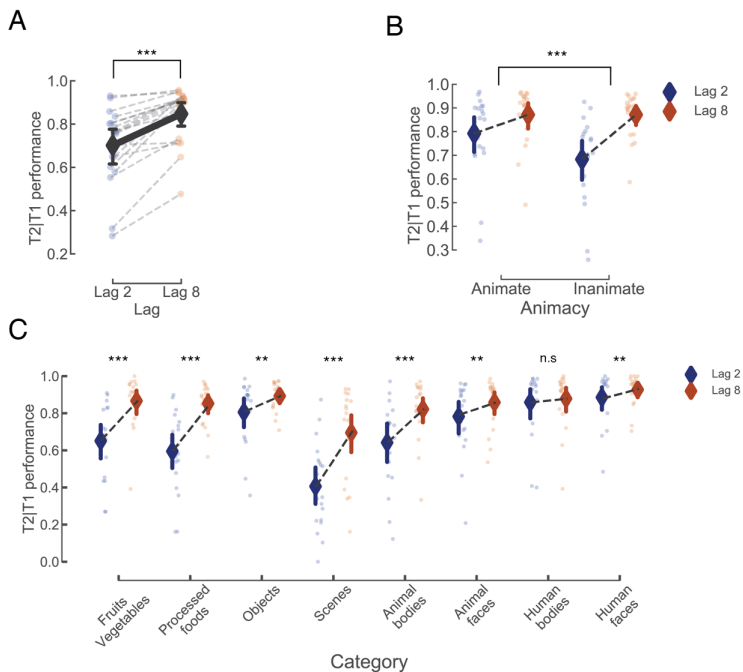 A
***
1.0
0.8
0.6
0.4
0.2
T2|T1 performance
Lag 2
Lag 8
Lag
B
***
1.0
0.9
0.8
0.7
0.6
0.5
0.4
0.3
T2|T1 performance
Animate
Inanimate
Animacy
Lag 2
Lag 8
C
***
***
**
***
***
**
n.s
**
1.0
0.8
0.6
0.4
0.2
0.0
T2|T1 performance
Fruits
Vegetables
Processed
foods
Objects
Scenes
Animal
bodies
Animal
faces
Human
bodies
Human
faces
Category
Lag 2
Lag 8